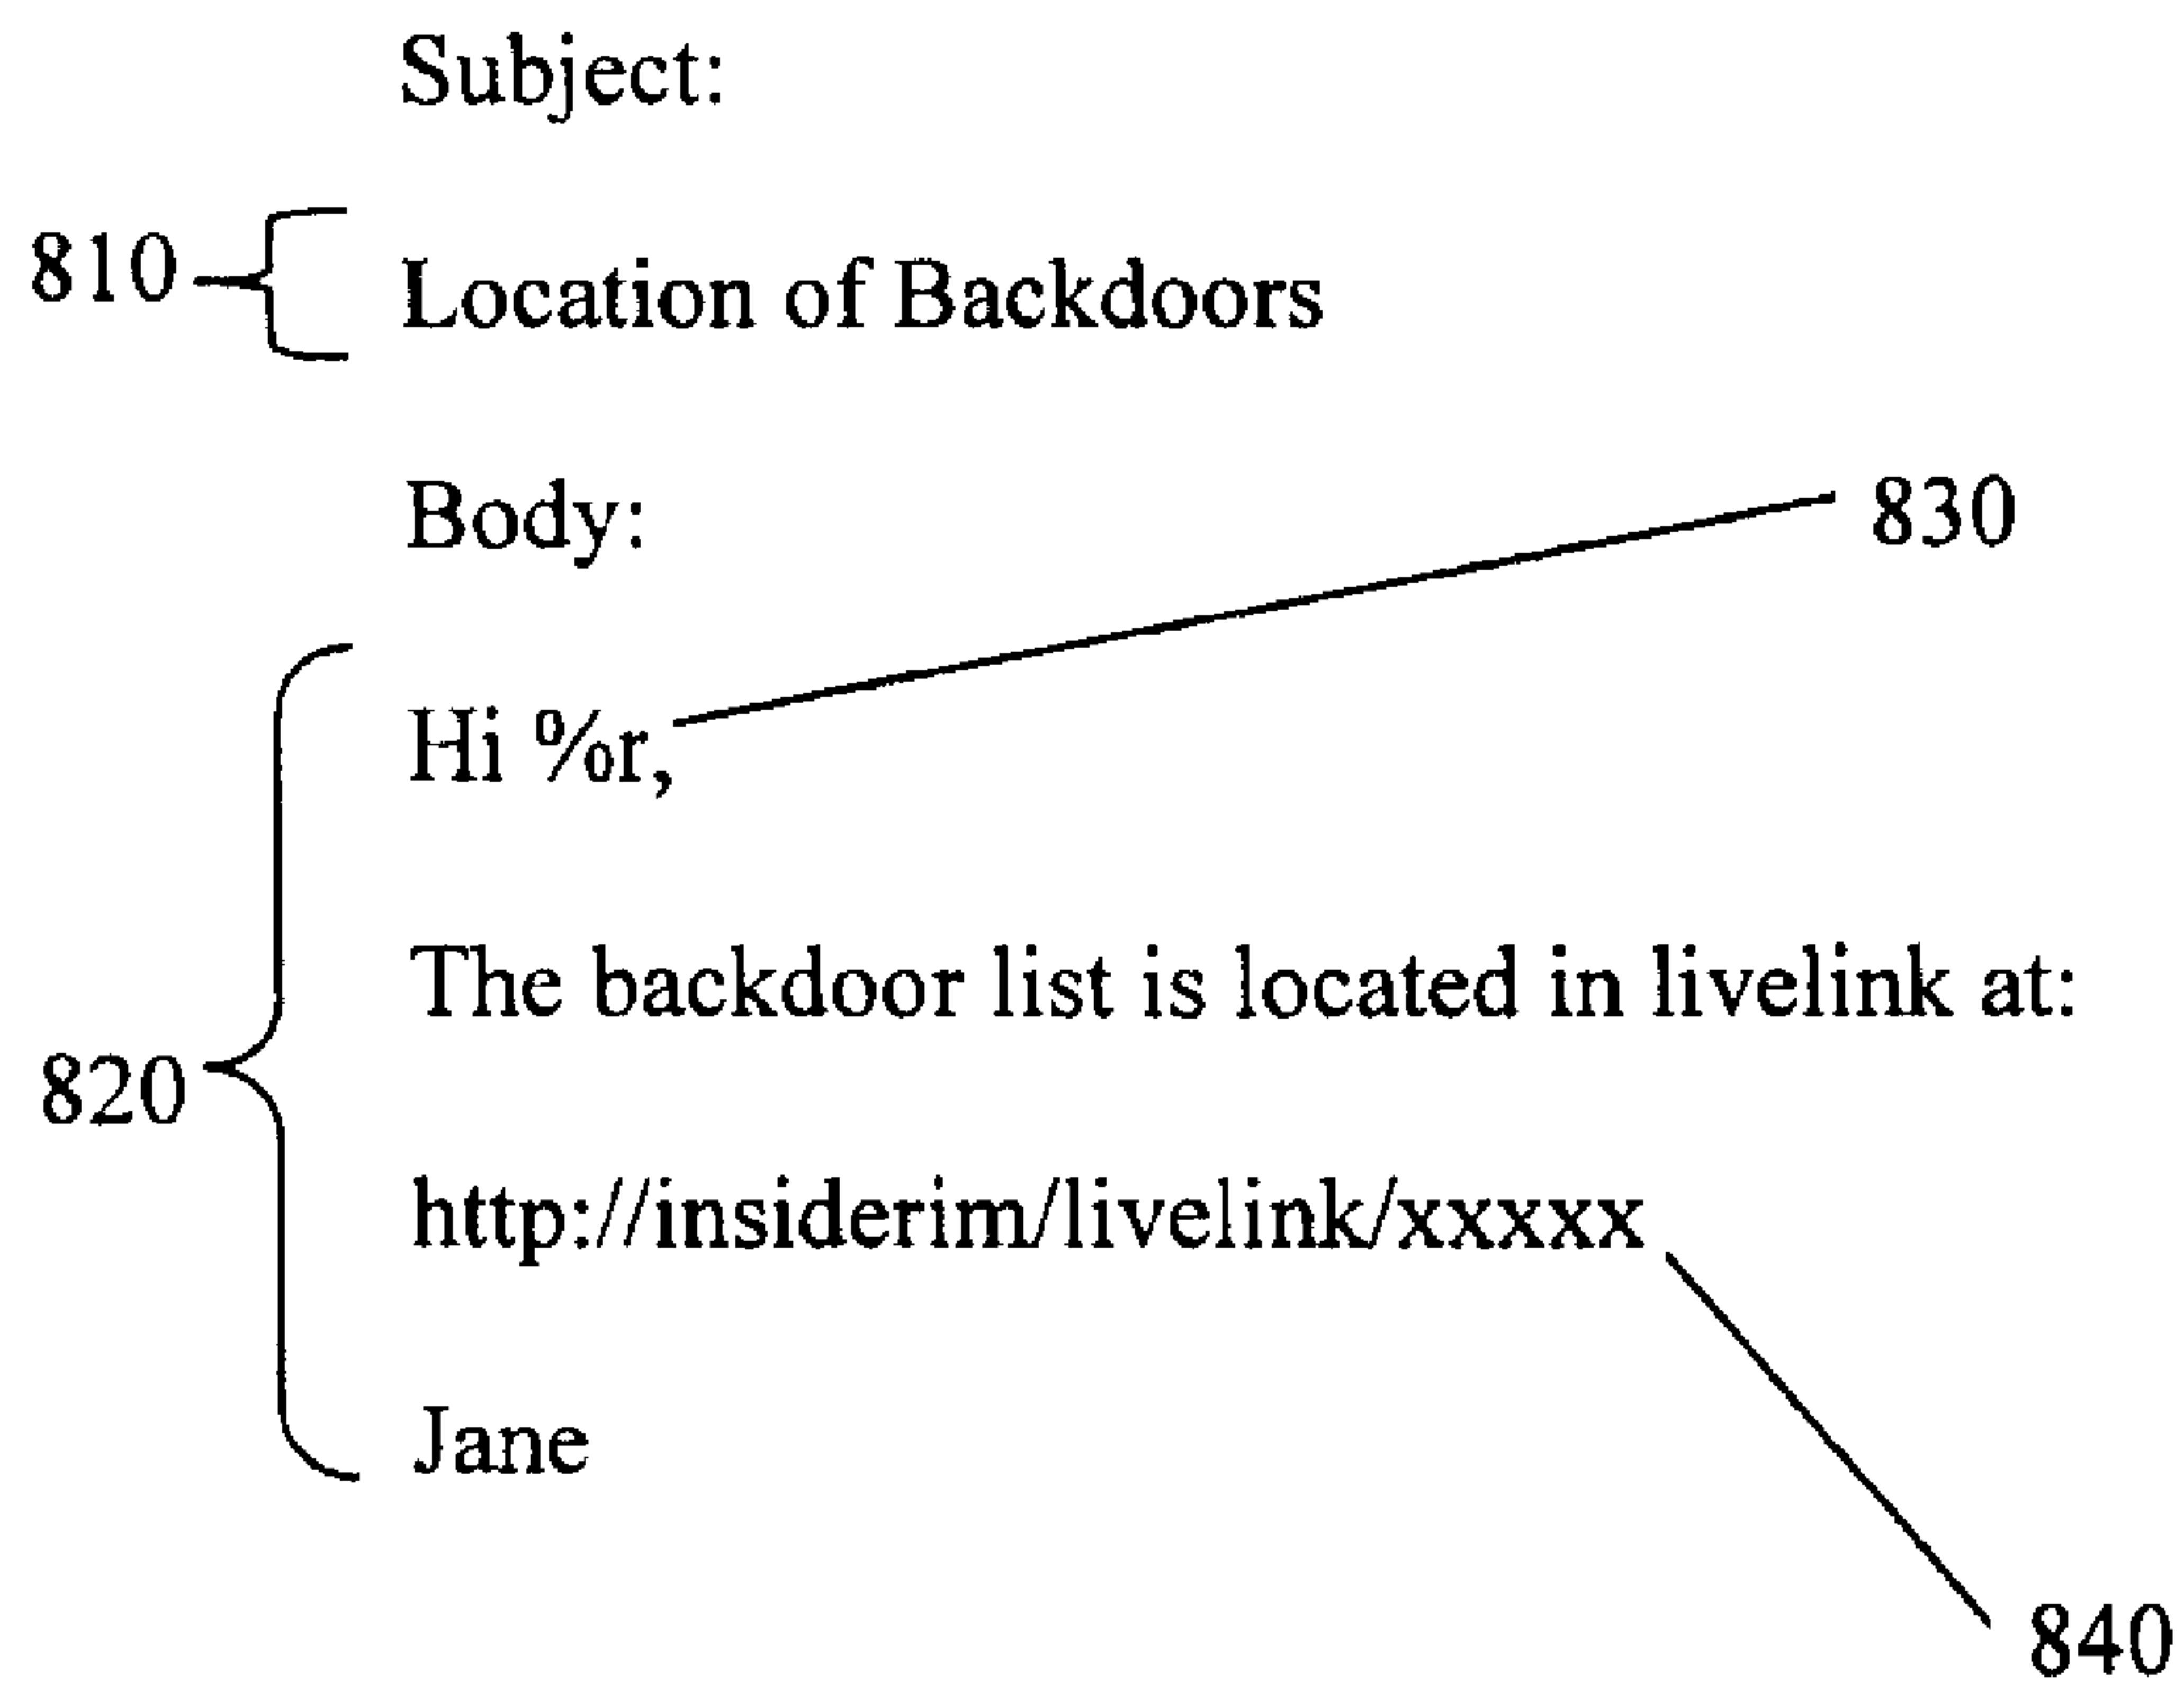 Subject:
810
Location of Backdoors
Body:
830
Hi %r,
The backdoor list is located in livelink at:
820
http://insiderim/livelink/xxxxx
Jane
840